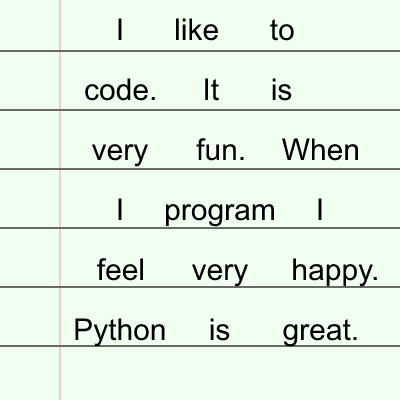 I like to
code. It is
very fun. When
I program I
feel very happy.
Python is great.